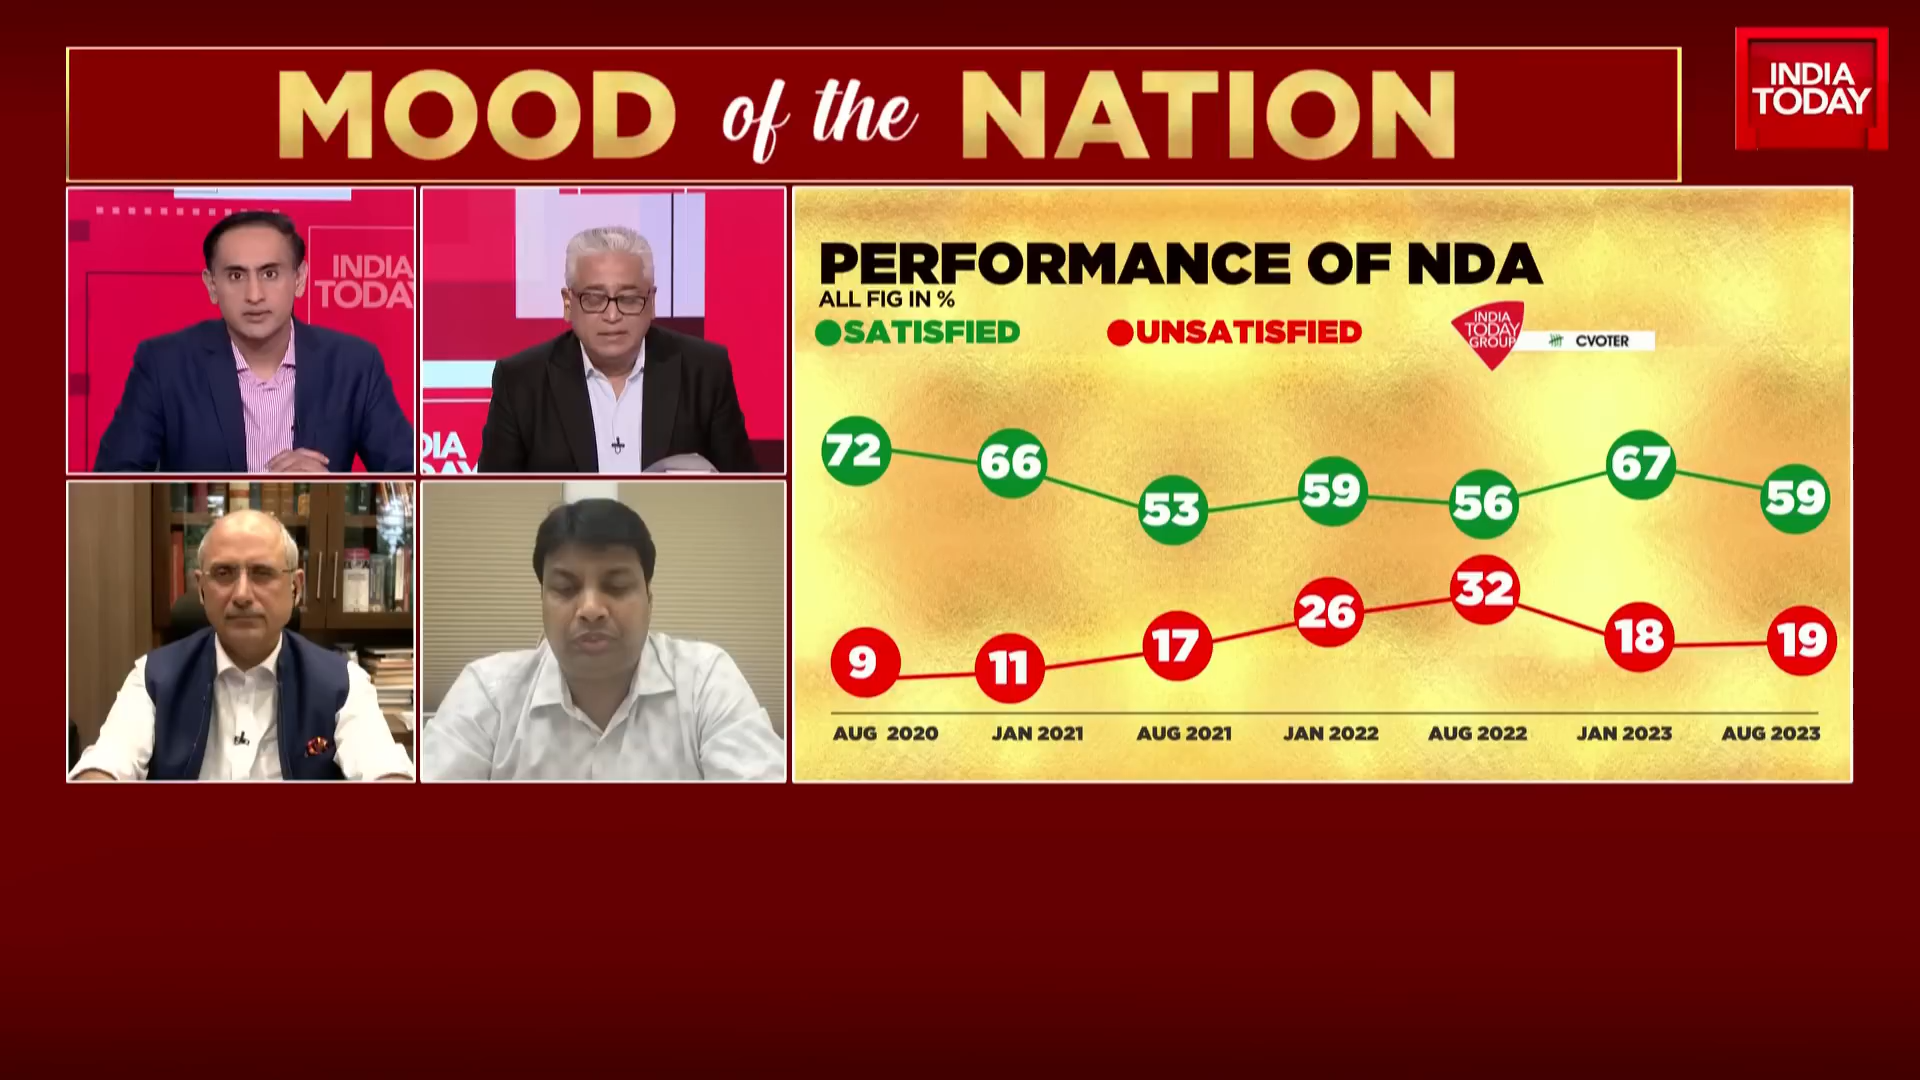 MOOD of the NATION
INDIA
TODAY
INDIA
TODAY
DIA
PERFORMANCE OF NDA
ALL FIG IN %
SATISFIED UNSATISFIED
INDIA
TODAY
GROUP
CVOTER
72 66 53 59 56 67 59
9 11 17 26 32 18 19
AUG 2020 JAN 2021 AUG 2021 JAN 2022 AUG 2022 JAN 2023 AUG 2023